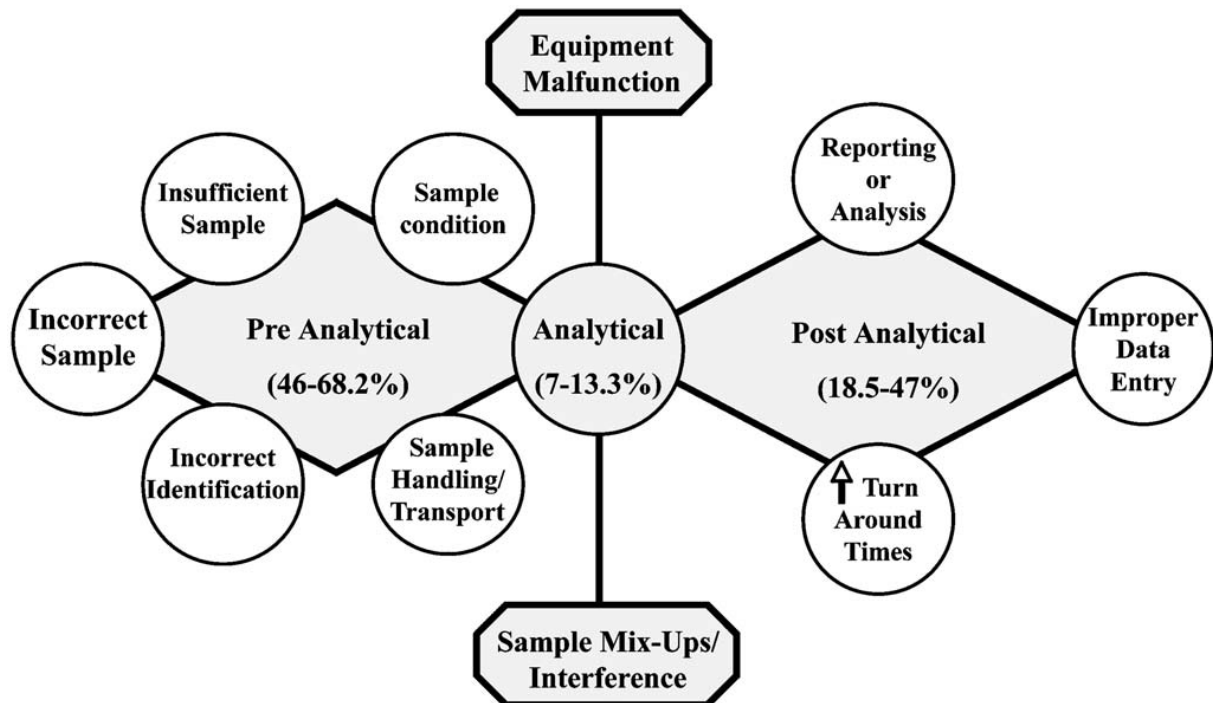 Equipment
Malfunction
Insufficient
Sample
Sample
condition
Reporting
or
Analysis
Incorrect
Sample
Pre Analytical
(46-68.2%)
Analytical
(7-13.3%)
Post Analytical
(18.5-47%)
Improper
Data
Entry
Incorrect
Identification
Sample
Handling/
Transport
Turn
Around
Times
Sample Mix-Ups/
Interference